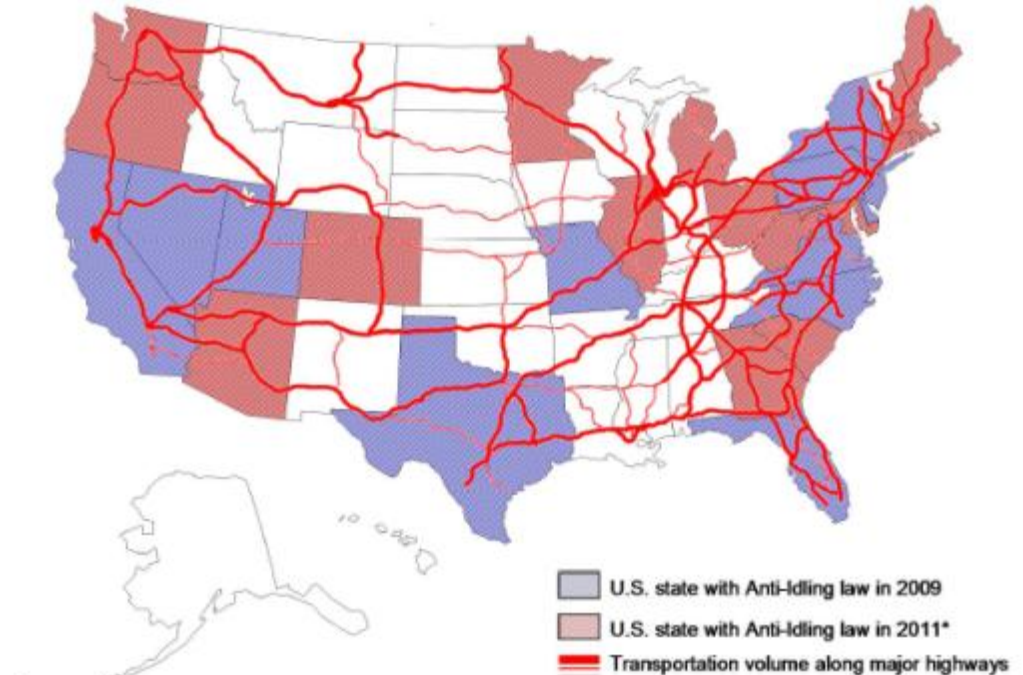 U.S. state with Anti-Idling law in 2009
U.S. state with Anti-Idling law in 2011*
Transportation volume along major highways